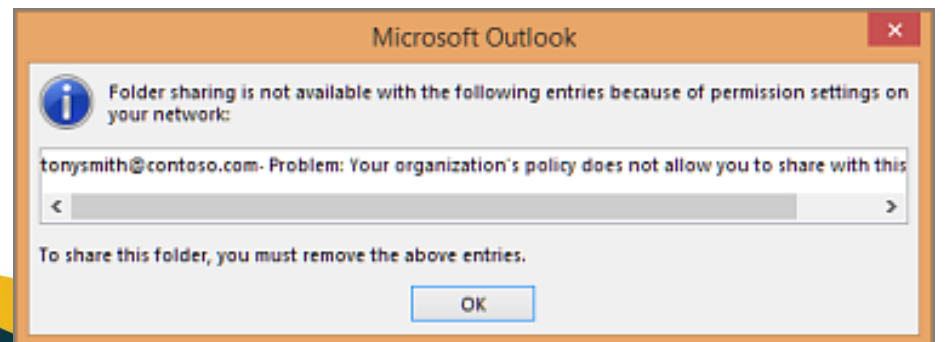 Microsoft Outlook
Folder sharing is not available with the following entries because of permission settings on
your network:
tonysmith@contoso.com- Problem: Your organization's policy does not allow you to share with this
To share this folder, you must remove the above entries.
OK